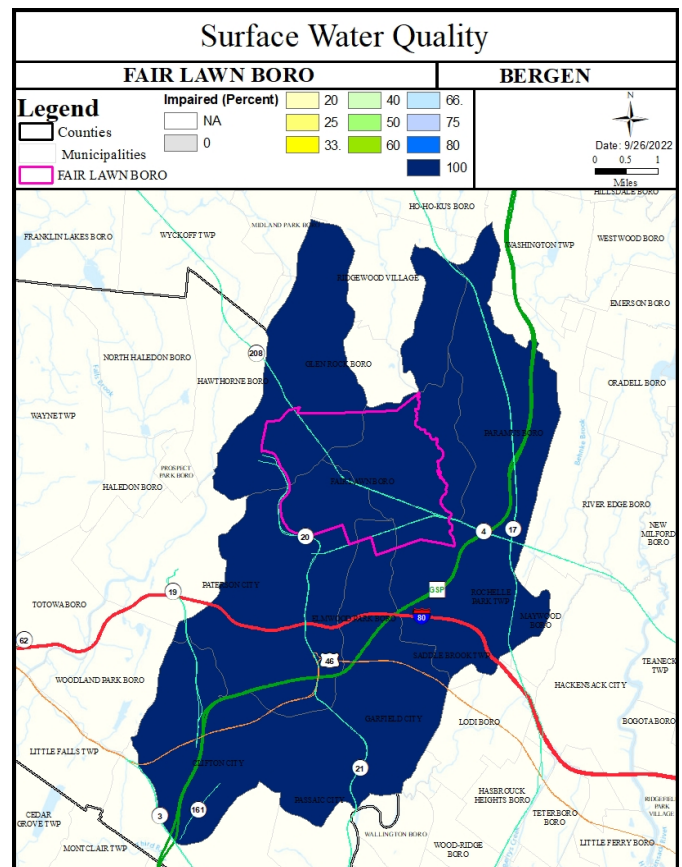 Surface Water Quality
FAIR LAWN BORO
BERGEN
Legend
Counties
Municipalities
FAIR LAWN BORO
Impaired (Percent)
NA
0
20
25
33.
40
50
60
66.
75
80
100
N
Date: 9/26/2022
0 0.5 1
Miles
HILLSDALE BORO
HO-HO-KUS BORO
MIDLAND PARK BORO
WYCKOFF TWP
FRANKLIN LAKES BORO
WASHINGTON TWP
WESTWOOD BORO
RIDGEWOOD VILLAGE
EMERSON BORO
208
NORTH HALEDON BORO
GLEN ROCK BORO
HAWTHORNE BORO
ORADELL BORO
WAYNE TWP
PARAMUS BORO
PROSPECT
PARK BORO
HALEDON BORO
FAIR LAWN BORO
RIVER EDGE BORO
NEW
MILFORD
BORO
20
4
17
PATERSON CITY
19
GSP
ROCHELLE
PARK TWP
TOTOWA BORO
ELMWOOD PARK BORO
80
MAYWOOD
BORO
62
46
SADDLE BROOK TWP
TEANECK
TWP
WOODLAND PARK BORO
HACKENSACK CITY
GARFIELD CITY
LODI BORO
BOGOTA BORO
LITTLE FALLS TWP
CLIFTON CITY
21
HASBROUCK
HEIGHTS BORO
RIDGEFIELD
PARK
VILLAGE
PASSAIC CITY
161
3
CEDAR
GROVE TWP
TETERBORO
BORO
WALLINGTON BORO
MONTCLAIR TWP
WOOD-RIDGE
BORO
LITTLE FERRY BORO